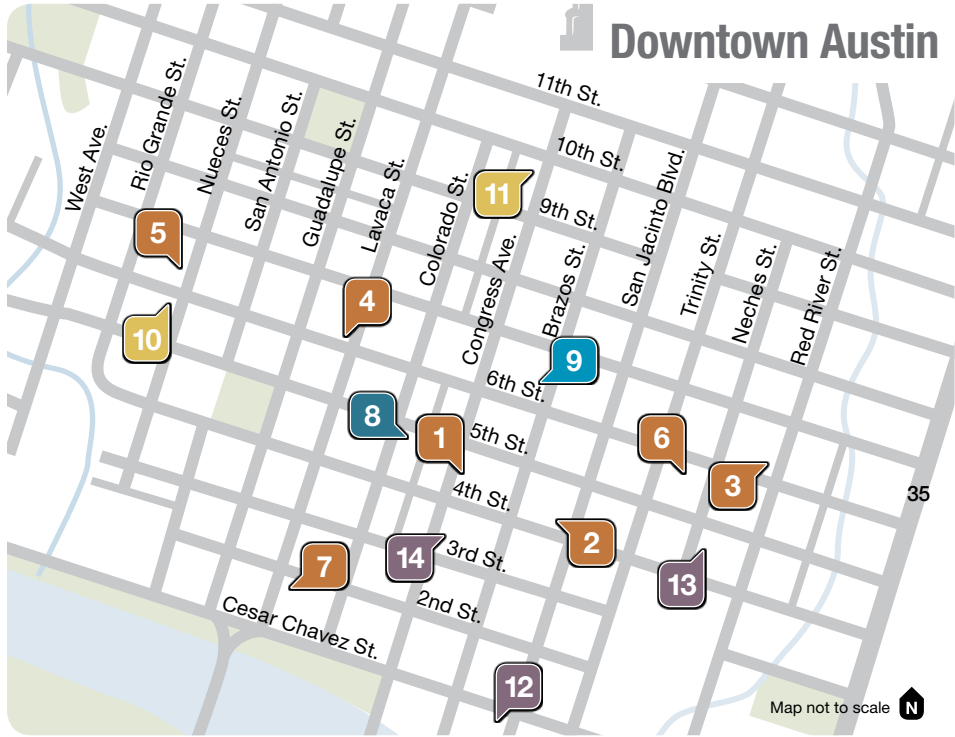 Downtown Austin
11th St.
10th St.
9th St.
West Ave.
Rio Grande St.
Nueces St.
San Antonio St.
Guadalupe St.
Lavaca St.
Colorado St.
Congress Ave.
Brazos St.
San Jacinto Blvd.
Trinity St.
Neches St.
Red River St.
11
5
4
10
9
6th St.
8
1
5th St.
6
3
4th St.
35
2
14
3rd St.
7
13
2nd St.
Cesar Chavez St.
12
Map not to scale N